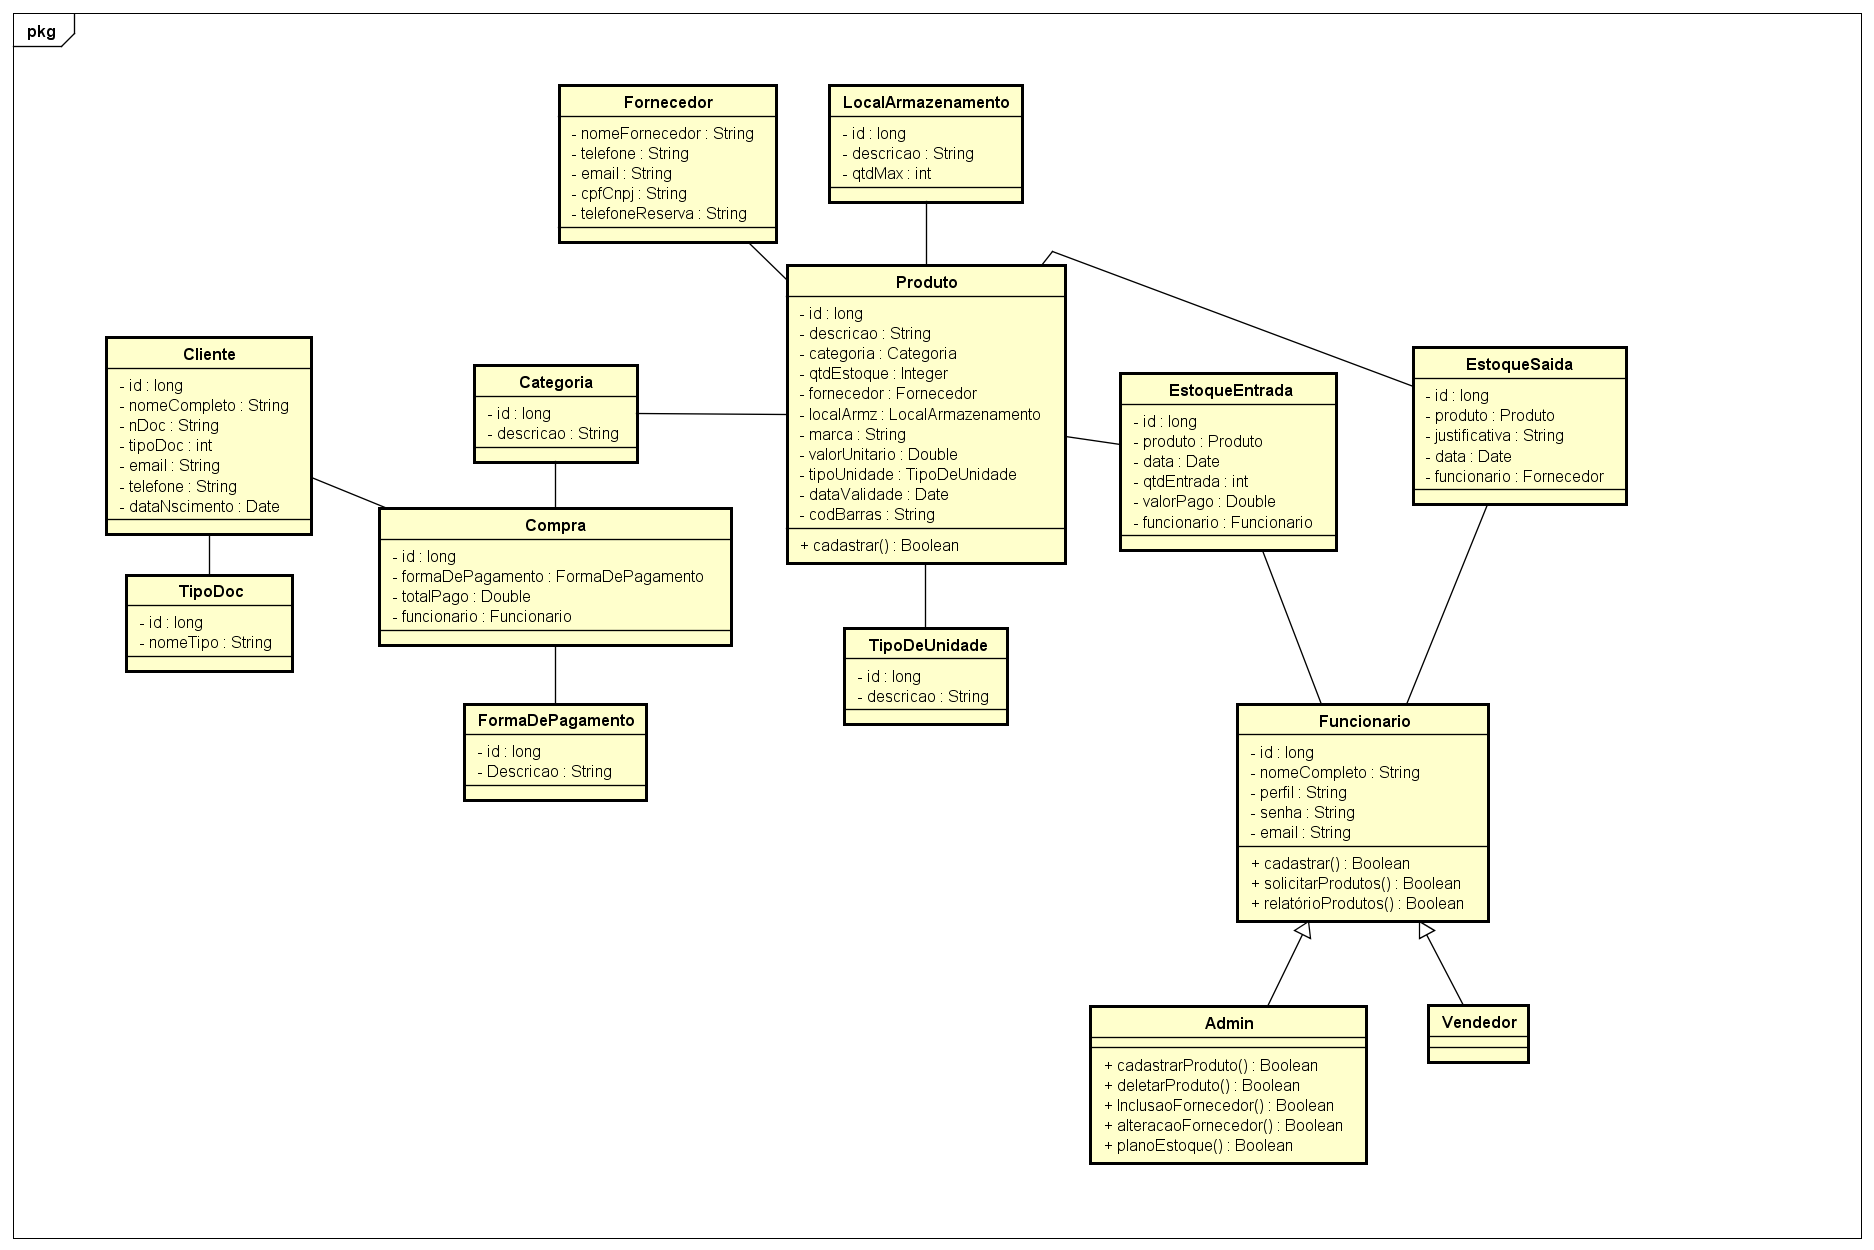 pkg
Fornecedor
- nomeFornecedor : String
- telefone : String
- email : String
- cpfCnpj : String
- telefoneReserva : String
LocalArmazenamento
- id : long
- descricao : String
- qtdMax : int
Produto
- id : long
- descricao : String
- categoria : Categoria
- qtdEstoque : Integer
- fornecedor : Fornecedor
- localArmz : LocalArmazenamento
- marca : String
- valorUnitario : Double
- tipoUnidade : TipoDeUnidade
- dataValidade : Date
- codBarras : String
+ cadastrar() : Boolean
Cliente
- id : long
- nomeCompleto : String
- nDoc : String
- tipoDoc : int
- email : String
- telefone : String
- dataNscimento : Date
Categoria
- id : long
- descricao : String
EstoqueEntrada
- id : long
- produto : Produto
- data : Date
- qtdEntrada : int
- valorPago : Double
- funcionario : Funcionario
EstoqueSaida
- id : long
- produto : Produto
- justificativa : String
- data : Date
- funcionario : Fornecedor
Compra
- id : long
- formaDePagamento : FormaDePagamento
- totalPago : Double
- funcionario : Funcionario
TipoDoc
- id : long
- nomeTipo : String
TipoDeUnidade
- id : long
- descricao : String
FormaDePagamento
- id : long
- Descricao : String
Funcionario
- id : long
- nomeCompleto : String
- perfil : String
- senha : String
- email : String
+ cadastrar() : Boolean
+ solicitarProdutos() : Boolean
+ relatórioProdutos() : Boolean
Admin
+ cadastrarProduto() : Boolean
+ deletarProduto() : Boolean
+ InclusaoFornecedor() : Boolean
+ alteracaoFornecedor() : Boolean
+ planoEstoque() : Boolean
Vendedor